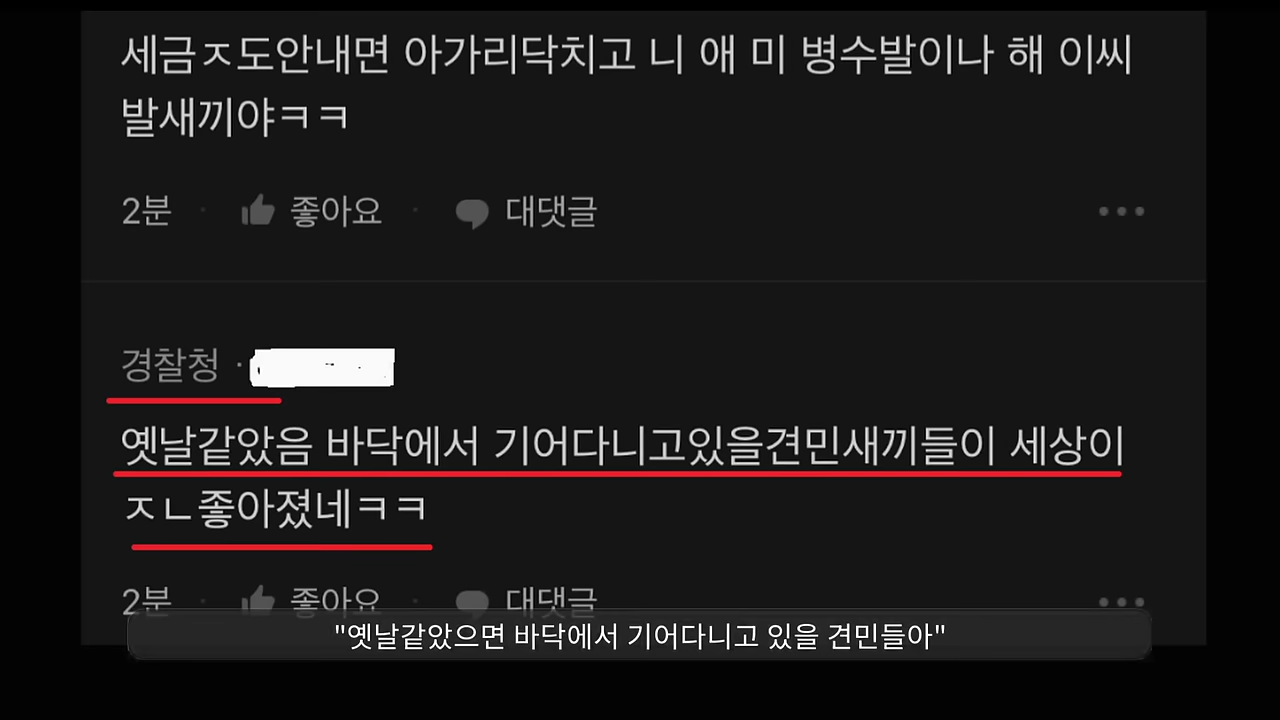 세금ㅈ도안내면 아가리닥치고 니 애 미 병수발이나 해 이씨
발새끼야ㅋㅋ
2분 · 좋아요 · 대댓글
경찰청 ·
옛날같았음 바닥에서 기어다니고있을견민새끼들이 세상이
ㅈㄴ좋아졌네ㅋㅋ
2분 · 좋아요 · 대댓글
"옛날같았으면 바닥에서 기어다니고 있을 견민들아"